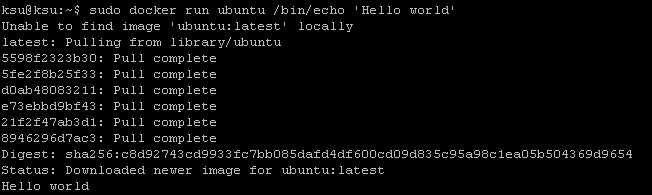 ksu@ksu:~$ sudo docker run ubuntu /bin/echo 'Hello world'
Unable to find image 'ubuntu:latest' locally
latest: Pulling from library/ubuntu
5598f2323b30: Pull complete
5fe2f8b25f33: Pull complete
d0ab48083211: Pull complete
e73ebbd9bf43: Pull complete
21f2f47ab3d1: Pull complete
8946296d7ac3: Pull complete
Digest: sha256:c8d92743cd9933fc7bb085dafd4df600cd09d835c95a98c1ea05b504369d9654
Status: Downloaded newer image for ubuntu:latest
Hello world